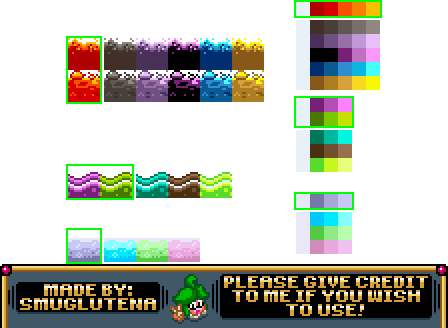 MADE BY:
SMUGLUTENA
PLEASE GIVE CREDIT
TO ME IF YOU WISH
TO USE!